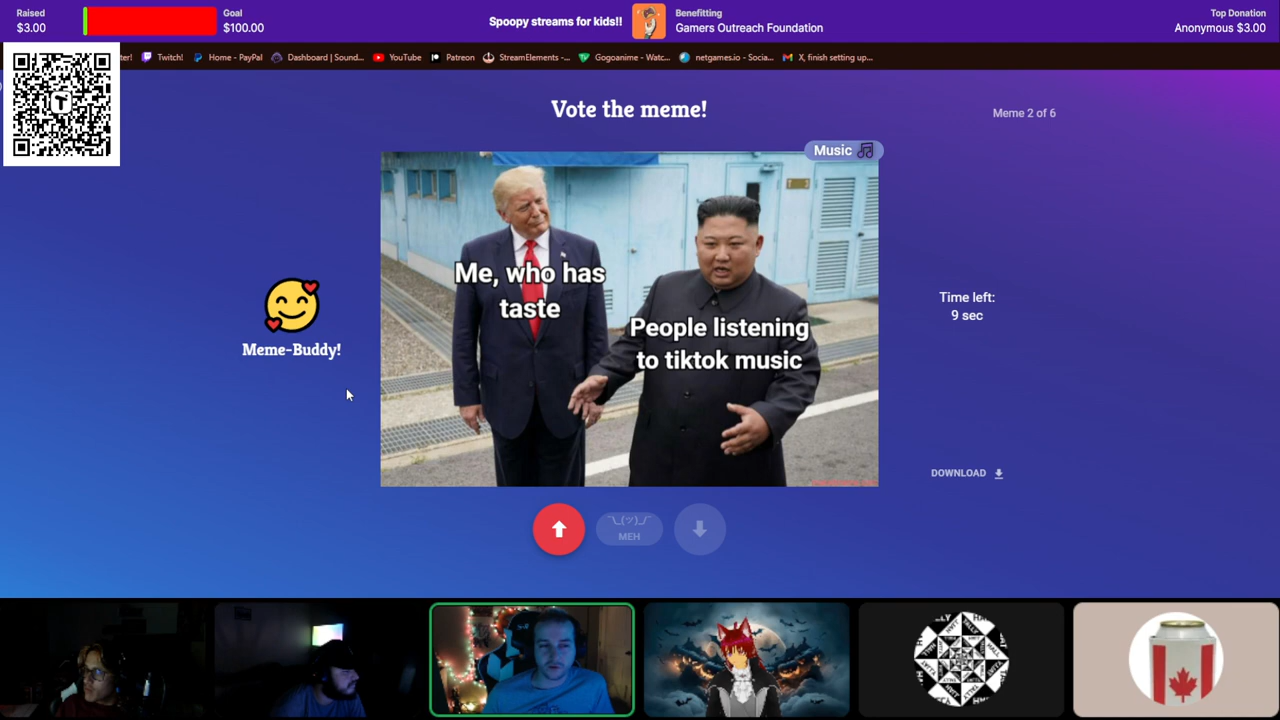 Raised
$3.00
Goal
$100.00
Spoopy streams for kids!!
Benefitting
Gamers Outreach Foundation
Top Donation
Anonymous $3.00
ter!
Twitch!
Home - PayPal
Dashboard | Sound...
YouTube
Patreon
StreamElements -...
Gogoanime - Watc...
netgames.io - Socia...
X, finish setting up...
Vote the meme!
Meme 2 of 6
Music
Me, who has
taste
People listening
to tiktok music
Meme-Buddy!
Time left:
9 sec
DOWNLOAD
¯\_(ツ)_/¯
MEH